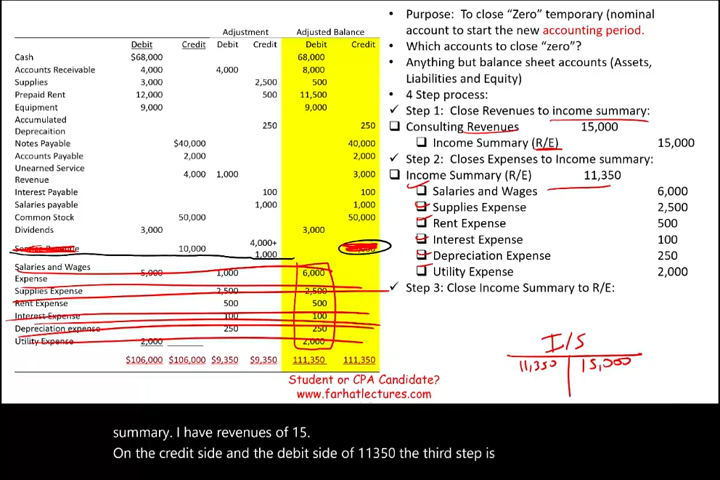 Adjustment Adjusted Balance
Debit Credit Debit Credit Debit Credit
Cash $68,000 68,000
Accounts Receivable 4,000 4,000 8,000
Supplies 3,000 2,500 500
Prepaid Rent 12,000 500 11,500
Equipment 9,000 9,000
Accumulated
Deprecaition 250 250
Notes Payable $40,000 40,000
Accounts Payable 2,000 2,000
Unearned Service
Revenue 4,000 1,000 3,000
Interest Payable 100 100
Salaries payable 1,000 1,000
Common Stock 50,000 50,000
Dividends 3,000 3,000
10,000 4,000+
1,000
Salaries and Wages
Expense 5,000 1,000 6,000
Supplies Expense 2,500 2,500
Rent Expense 500 500
Interest Expense 100 100
Depreciation expense 250 250
Utility Expense 2,000 2,000
$106,000 $106,000 $9,350 $9,350 111,350 111,350
Student or CPA Candidate?
www.farhatlectures.com
• Purpose: To close “Zero” temporary (nominal
account to start the new accounting period.
• Which accounts to close “zero”?
• Anything but balance sheet accounts (Assets,
Liabilities and Equity)
• 4 Step process:
✓ Step 1: Close Revenues to income summary:
Consulting Revenues 15,000
Income Summary (R/E) 15,000
✓ Step 2: Closes Expenses to Income summary:
Income Summary (R/E) 11,350
Salaries and Wages 6,000
Supplies Expense 2,500
Rent Expense 500
Interest Expense 100
Depreciation Expense 250
Utility Expense 2,000
✓ Step 3: Close Income Summary to R/E:
I/S
11,350 15,000
summary. I have revenues of 15.
On the credit side and the debit side of 11350 the third step is